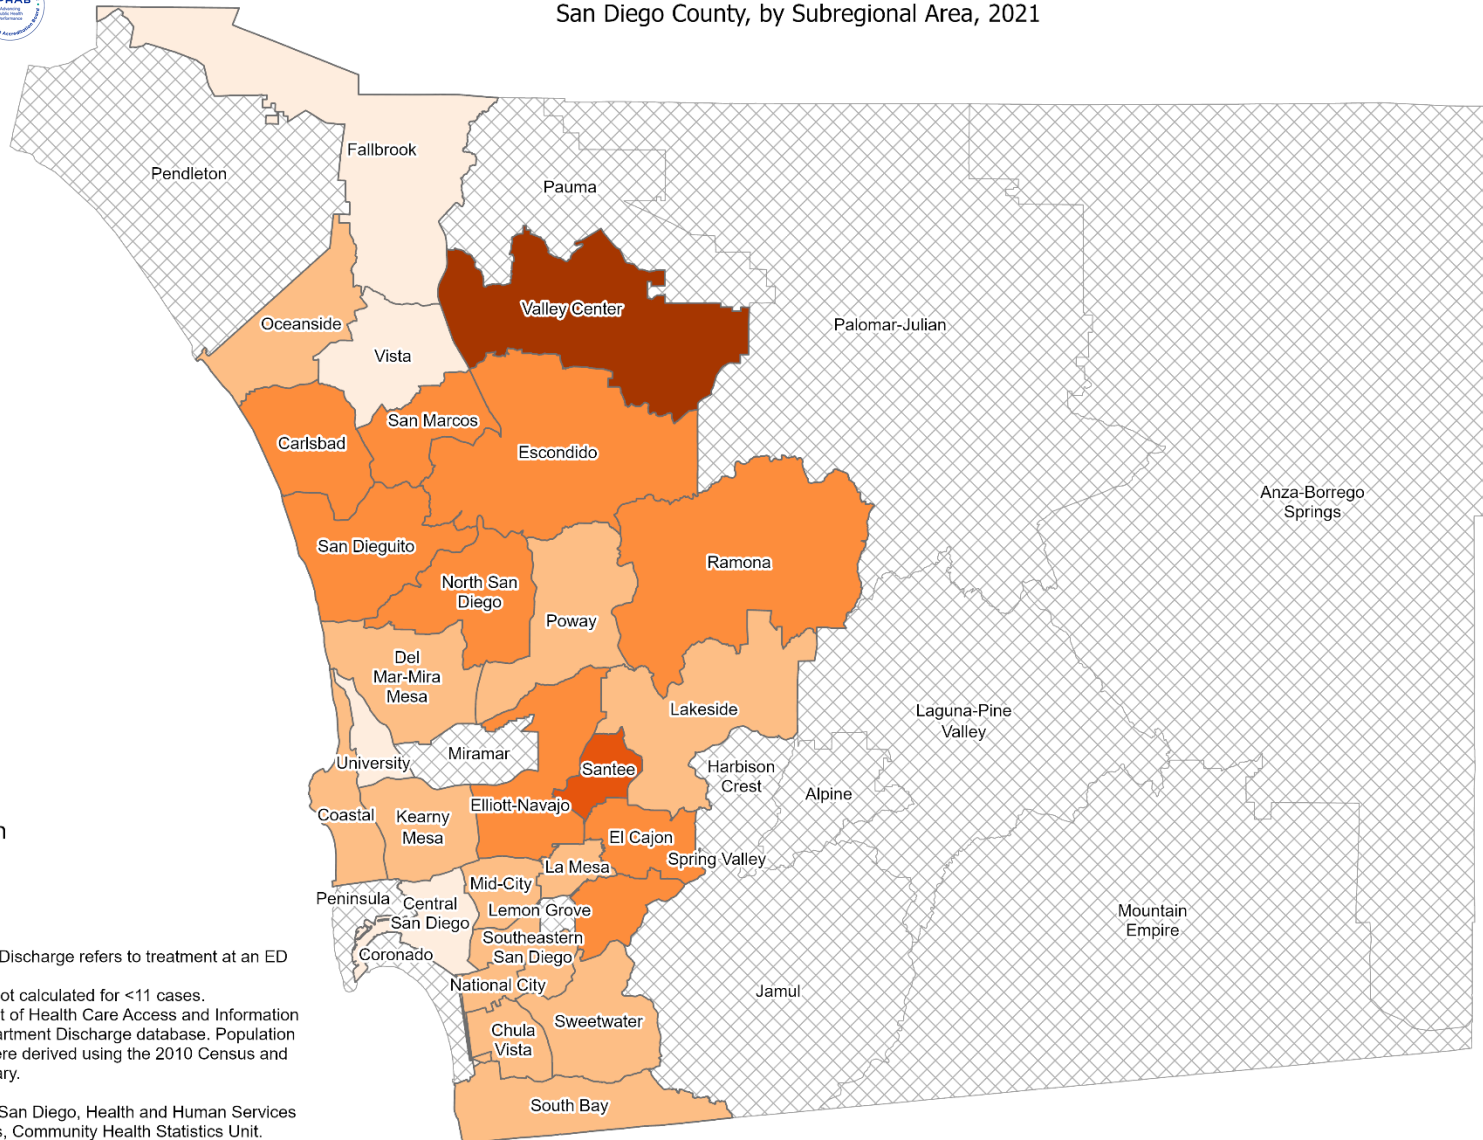 Advancing
San Diego County, by Subregional Area, 2021
Fallbrook
Pendleton
Pauma
Valley Center
Oceanside
Palomar-Julian
Vista
San Marcos
Carlsbad
Escondido
Anza-Borrego
Springs
San Dieguito
Ramona
North San
Diego
Poway
Del
Mar-Mira
Mesa
Lakeside
Laguna-Pine
Valley
Miramar
University
Santee
Harbison
Crest
Alpine
Elliott-Navajo
Coastal
Kearny
Mesa
El Cajon
Spring Valley
La Mesa
Mid-City
Peninsula
Central
San Diego
Lemon Grove
Mountain
Empire
Southeastern
San Diego
Coronado
National City
Jamul
Sweetwater
Chula
Vista
South Bay
n
Discharge refers to treatment at an ED
ot calculated for <11 cases.
t of Health Care Access and Information
artment Discharge database. Population
ere derived using the 2010 Census and
ary.
San Diego, Health and Human Services
s, Community Health Statistics Unit.